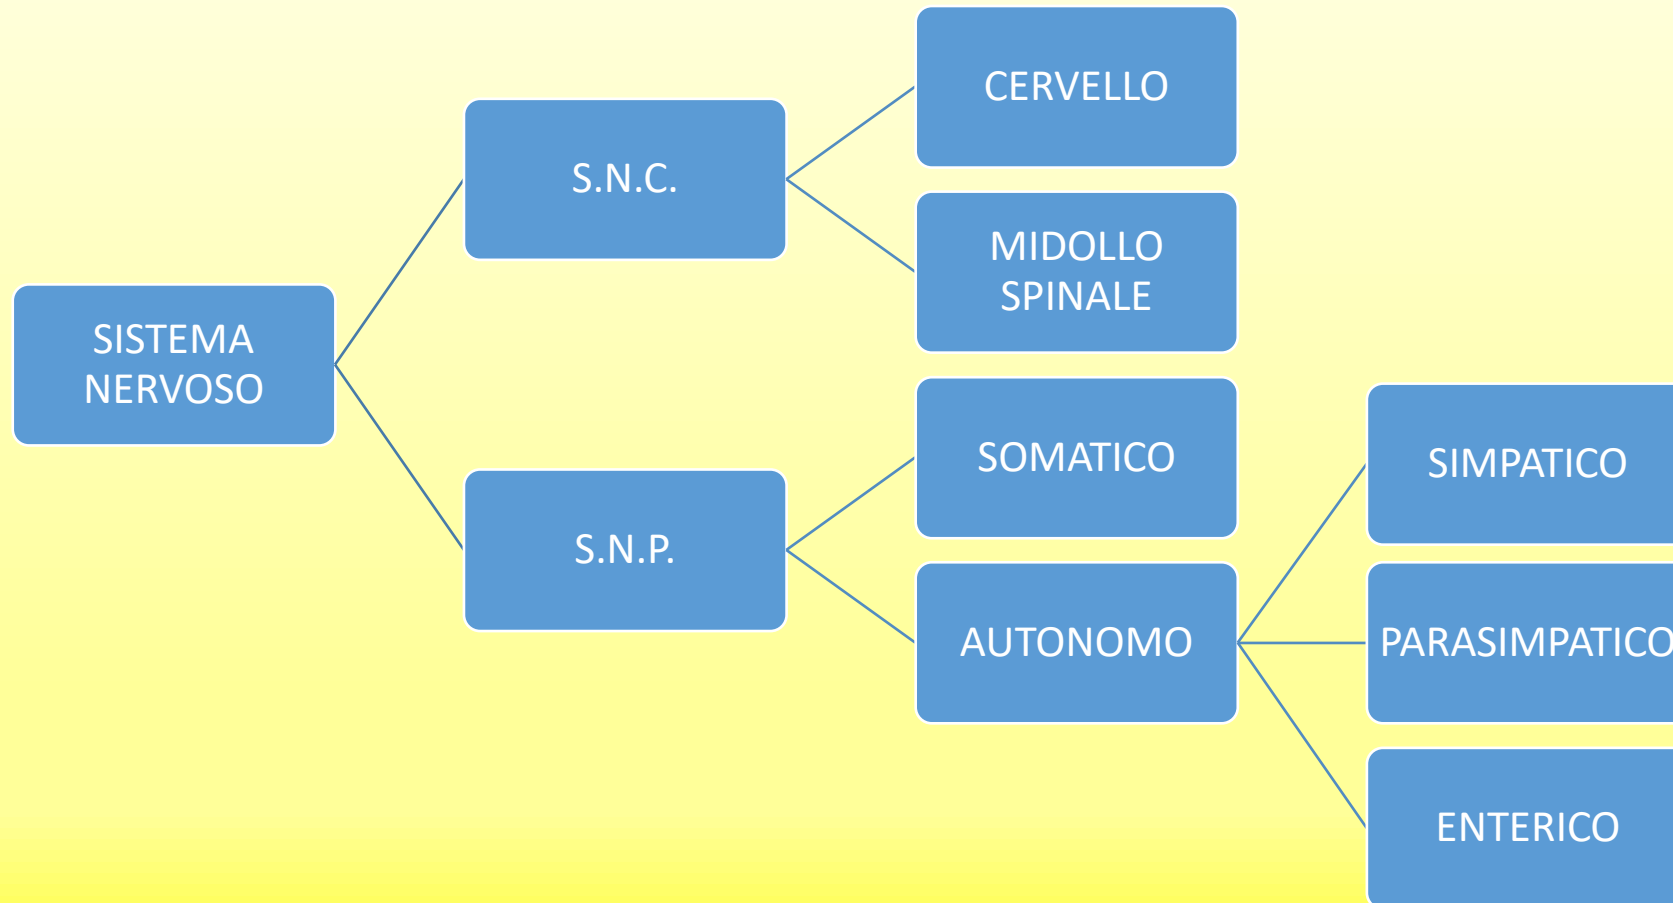 SISTEMA
NERVOSO
S.N.C.
CERVELLO
MIDOLLO
SPINALE
S.N.P.
SOMATICO
AUTONOMO
SIMPATICO
PARASIMPATICO
ENTERICO